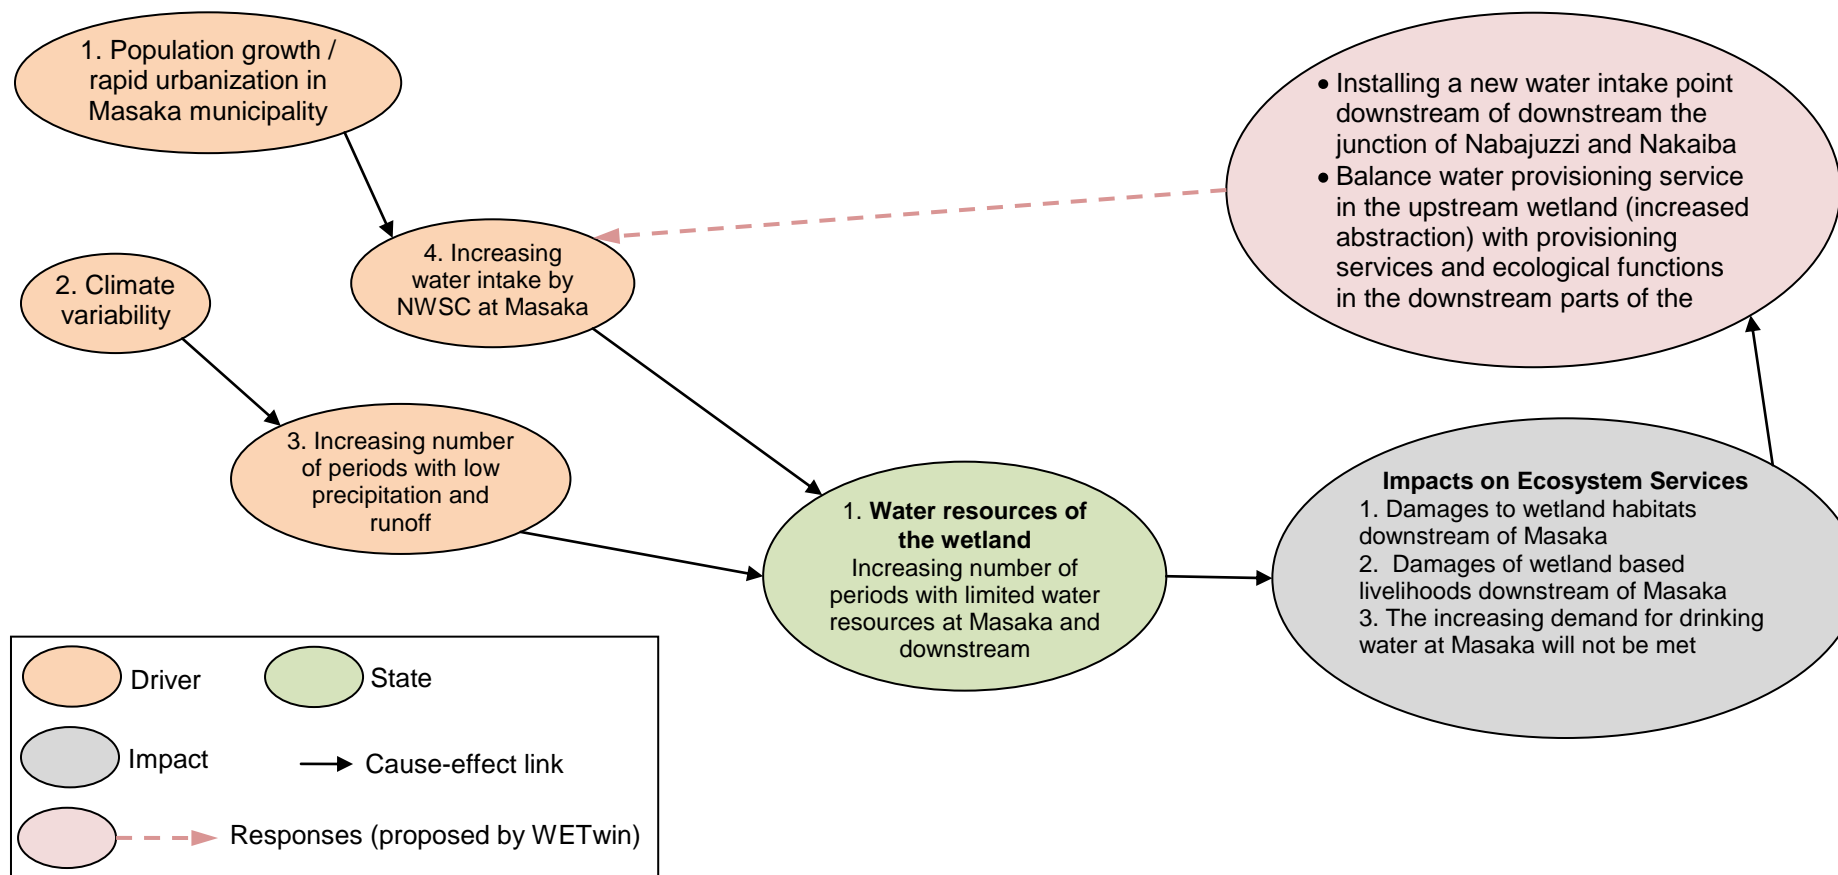 1. Population growth /
rapid urbanization in
Masaka municipality
2. Climate
variability
4. Increasing
water intake by
NWSC at Masaka
3. Increasing number
of periods with low
precipitation and
runoff
1. Water resources of
the wetland
Increasing number of
periods with limited water
resources at Masaka and
downstream
• Installing a new water intake point
downstream of downstream the
junction of Nabajuzzi and Nakaiba
• Balance water provisioning service
in the upstream wetland (increased
abstraction) with provisioning
services and ecological functions
in the downstream parts of the
Impacts on Ecosystem Services
1. Damages to wetland habitats
downstream of Masaka
2. Damages of wetland based
livelihoods downstream of Masaka
3. The increasing demand for drinking
water at Masaka will not be met
Driver
State
Impact
Cause-effect link
Responses (proposed by WETwin)